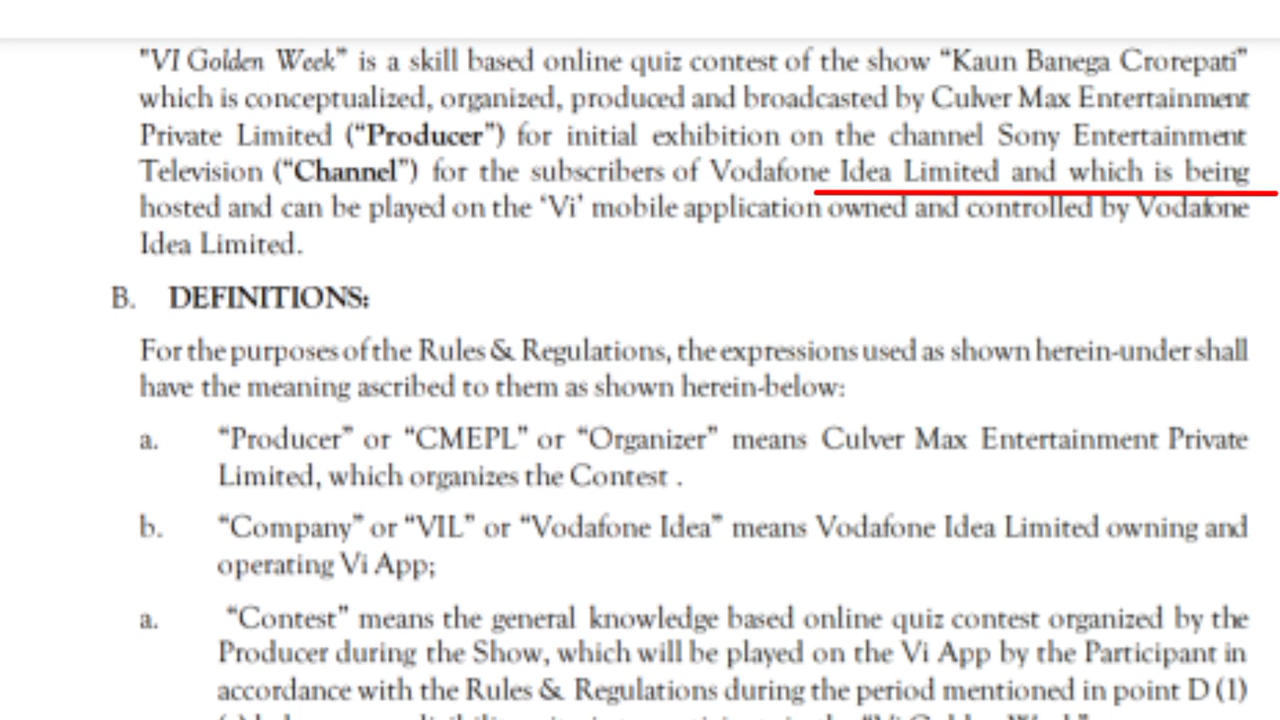 "VI Golden Week" is a skill based online quiz contest of the show “Kaun Banega Crorepati”
which is conceptualized, organized, produced and broadcasted by Culver Max Entertainment
Private Limited (“Producer”) for initial exhibition on the channel Sony Entertainment
Television (“Channel”) for the subscribers of Vodafone Idea Limited and which is being
hosted and can be played on the ‘Vi’ mobile application owned and controlled by Vodafone
Idea Limited.
B. DEFINITIONS:
For the purposes of the Rules & Regulations, the expressions used as shown herein-under shall
have the meaning ascribed to them as shown herein-below:
a. “Producer” or “CMEPL” or “Organizer” means Culver Max Entertainment Private
Limited, which organizes the Contest .
b. “Company” or “VIL” or “Vodafone Idea” means Vodafone Idea Limited owning and
operating Vi App;
a. “Contest” means the general knowledge based online quiz contest organized by the
Producer during the Show, which will be played on the Vi App by the Participant in
accordance with the Rules & Regulations during the period mentioned in point D (1)